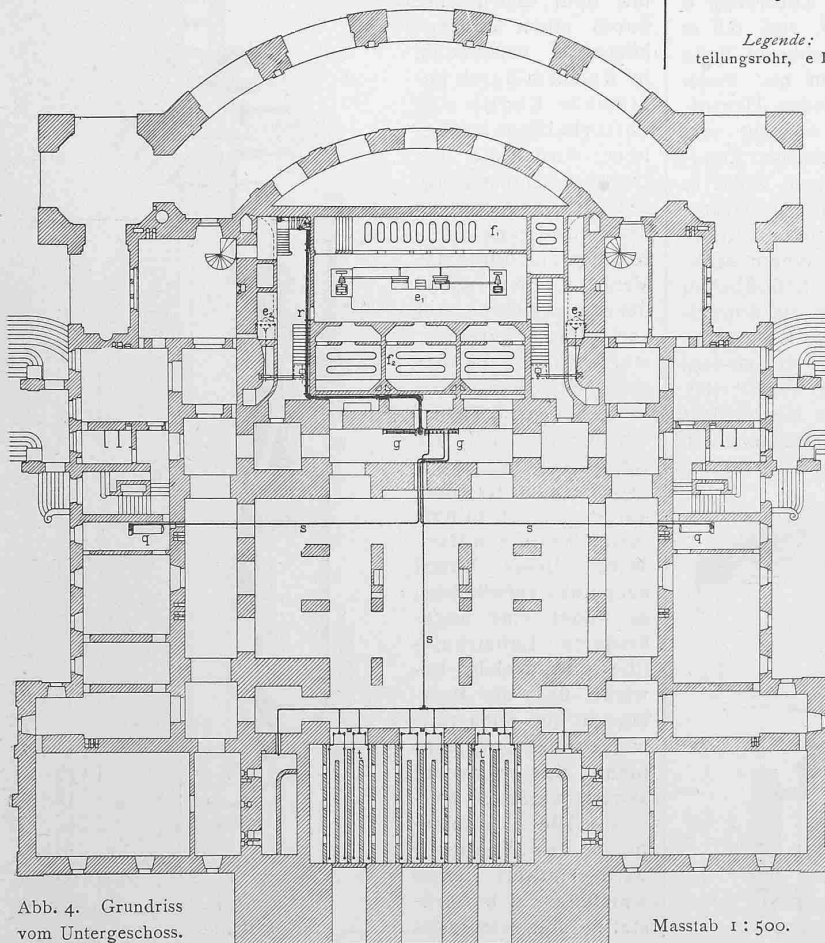 Legende:
teilungsrohr, e
f₁
e₁
e₂
r
e₂
f₂
g
g
s
s
q
q
s
t
t
Abb. 4. Grundriss
vom Untergeschoss.
Masstab 1 : 500.